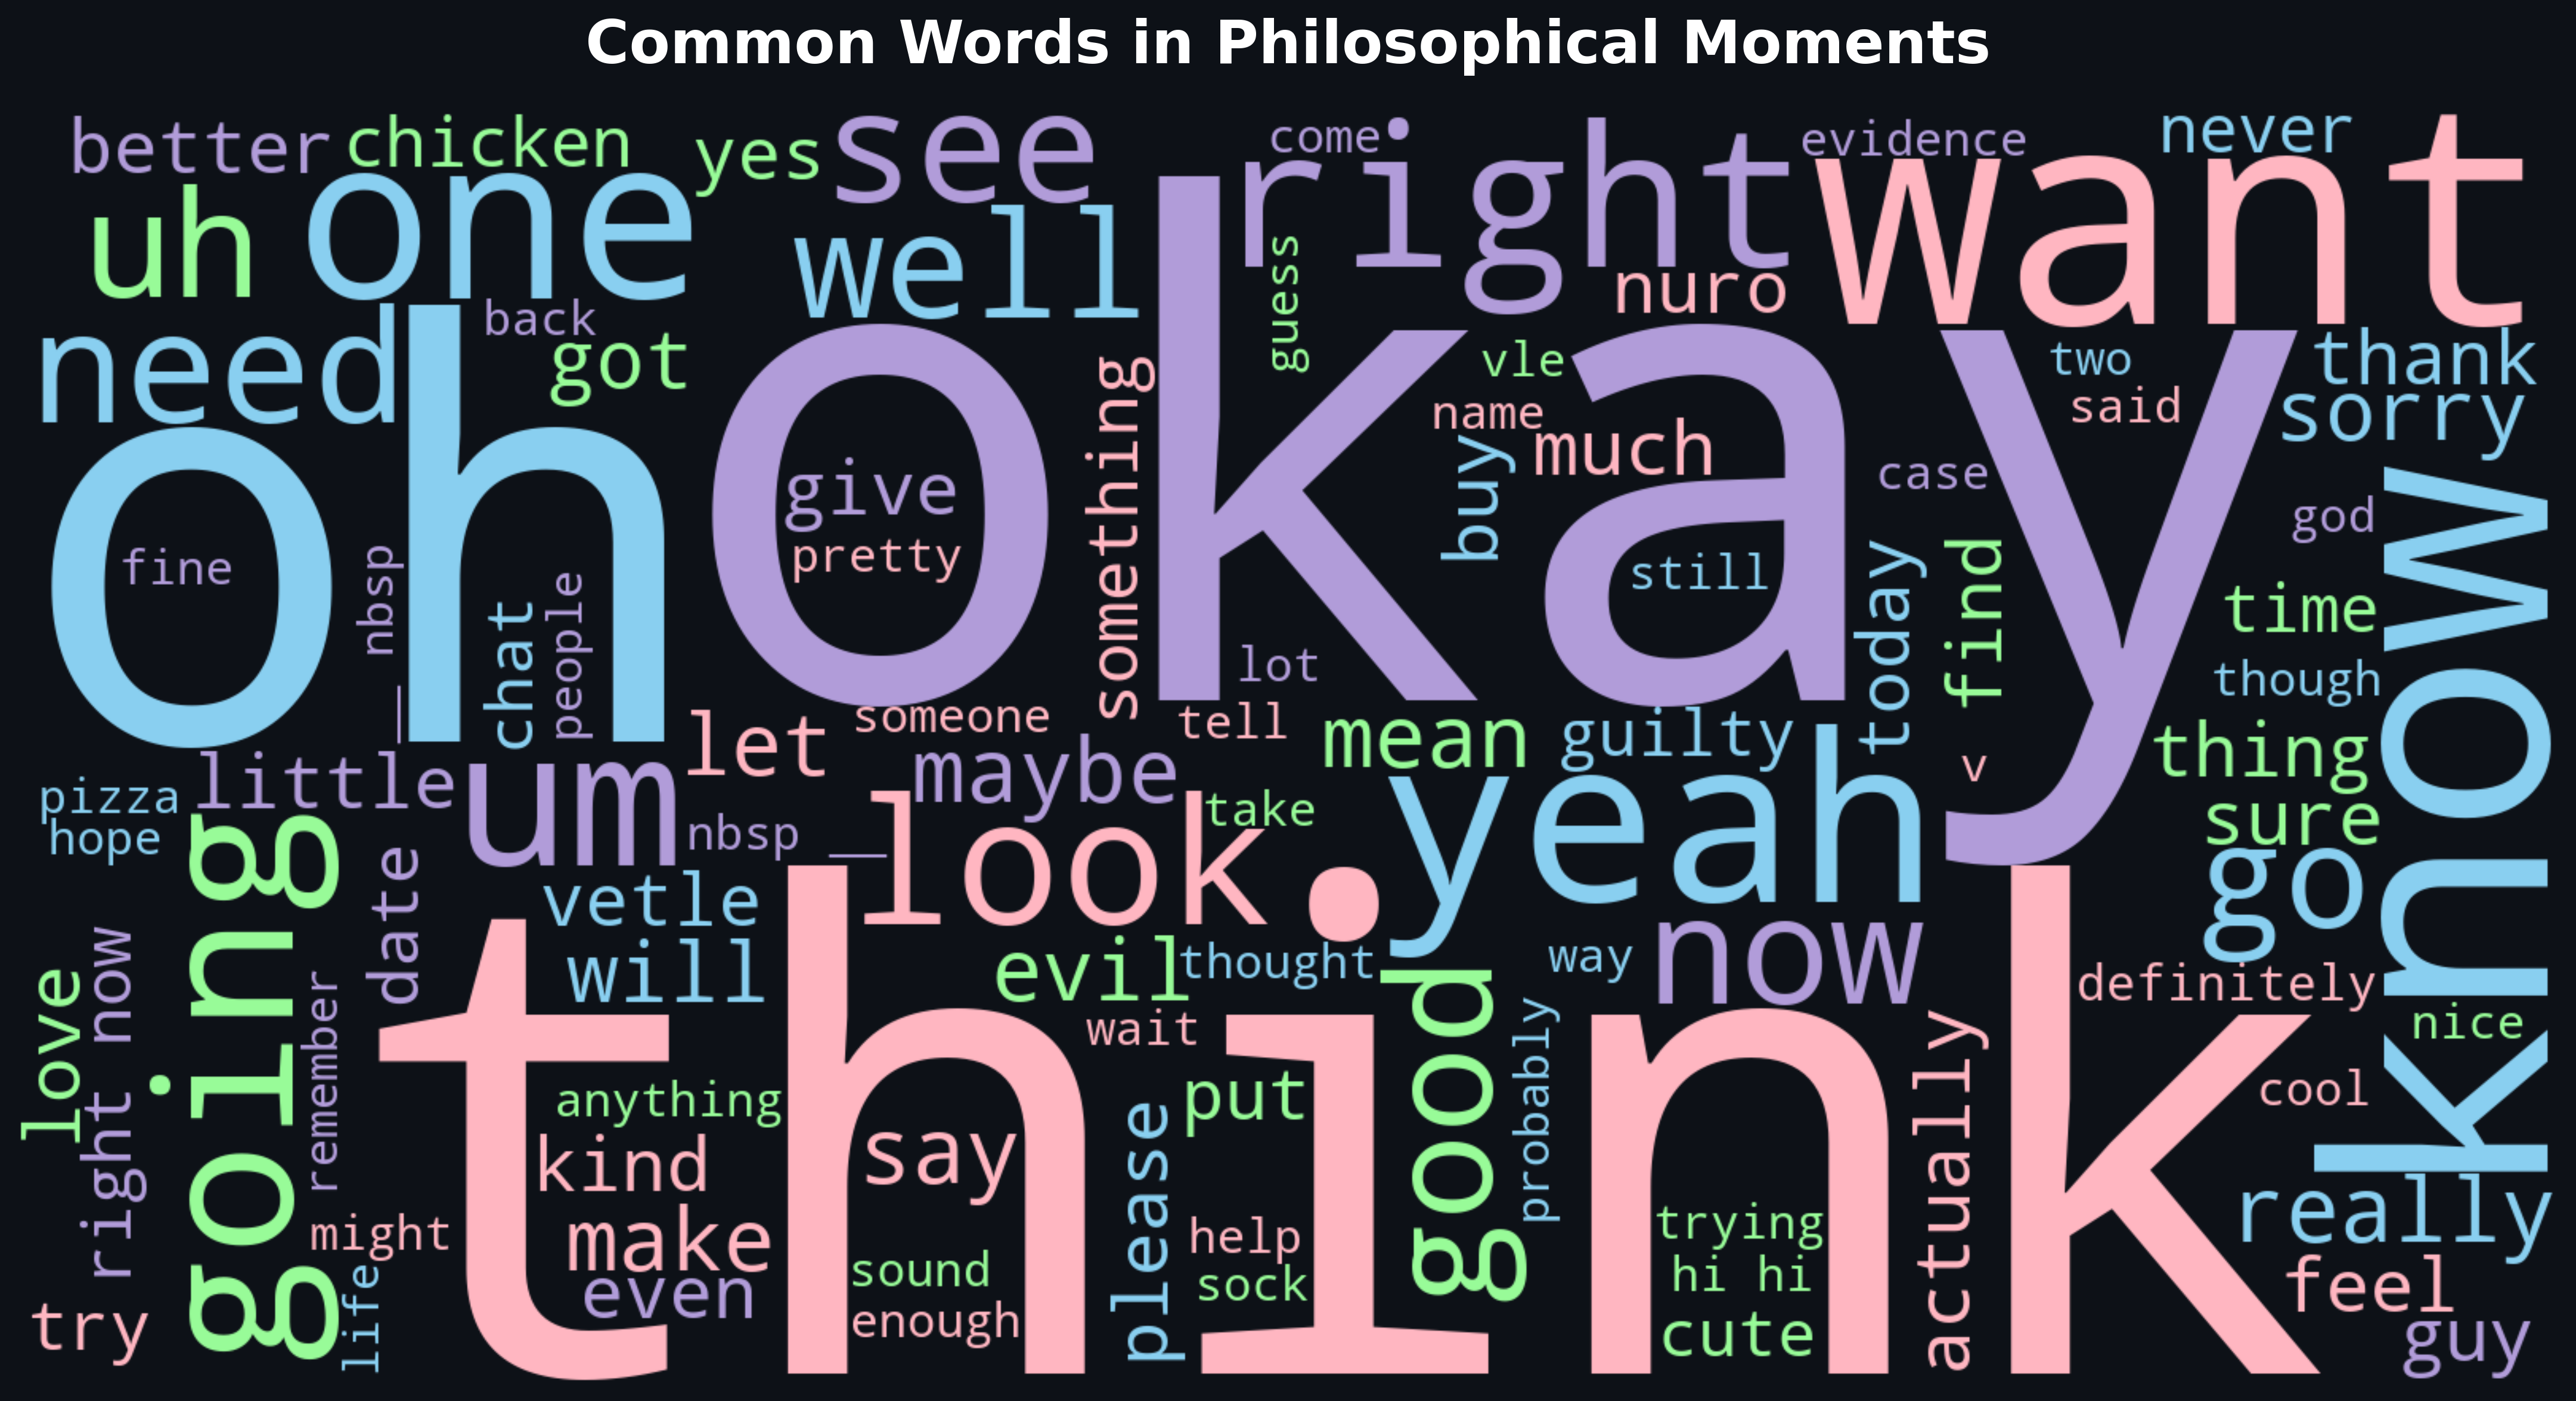 Common Words in Philosophical Moments
better
chicken
yes
see
come
right
evidence
never
want
uh
one
well
guess
nuro
need
back
got
oh
okay
vle
two
thank
name
said
sorry
something
buy
much
case
give
pretty
fine
still
god
know
nbsp __
chat
people
today
find
time
lot
though
let
someone
tell
mean
guilty
v
thing
pizza
little
um
maybe
yeah
sure
hope
nbsp __
look
take
go
going
date
vetle
will
evil
thought
way
now
definitely
love
right now
remember
think
wait
good
probably
actually
nice
anything
put
cool
kind
say
please
really
might
make
help
trying
even
sound
sock
hi hi
feel
try
life
enough
cute
guy